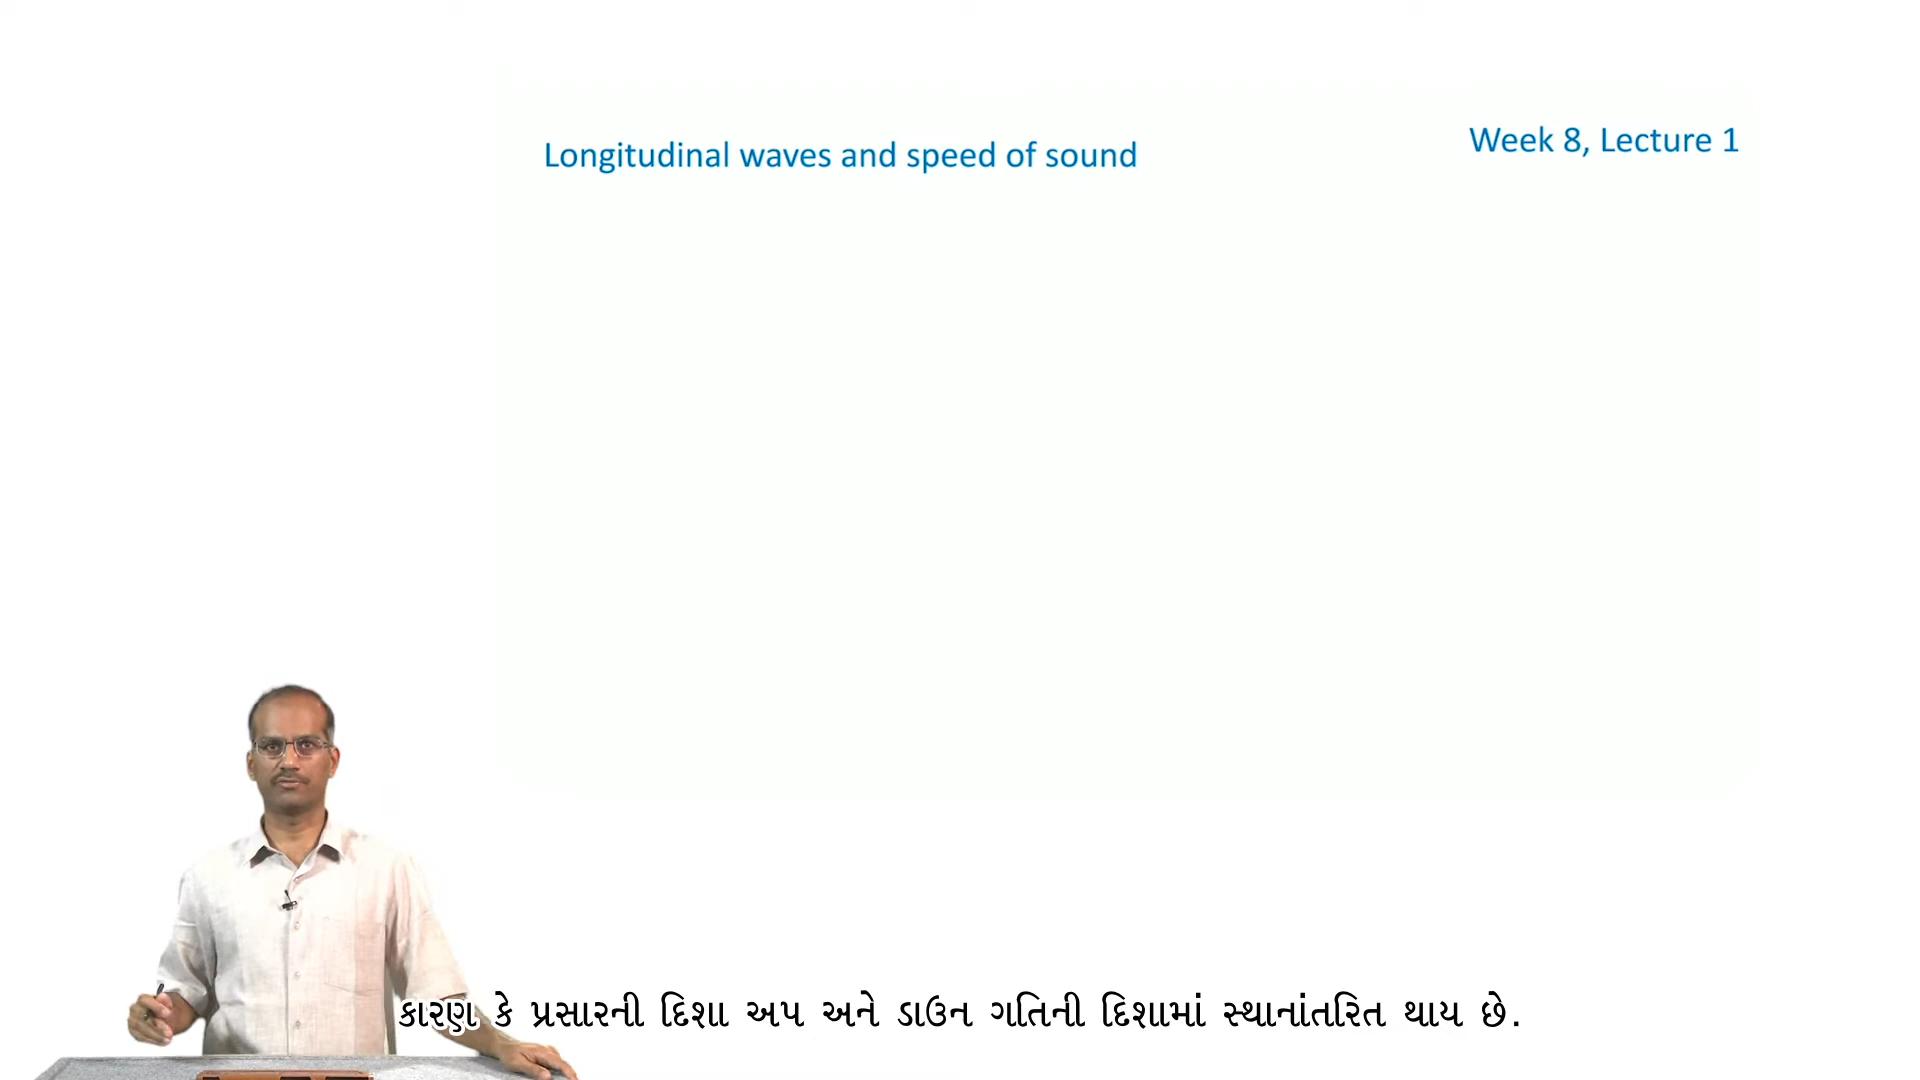 Week 8, Lecture 1
Longitudinal waves and speed of sound
કારણ કે પ્રસારની દિશા અપ અને ડાઉન ગતિની દિશામાં સ્થાનાંતરિત થાય છે.